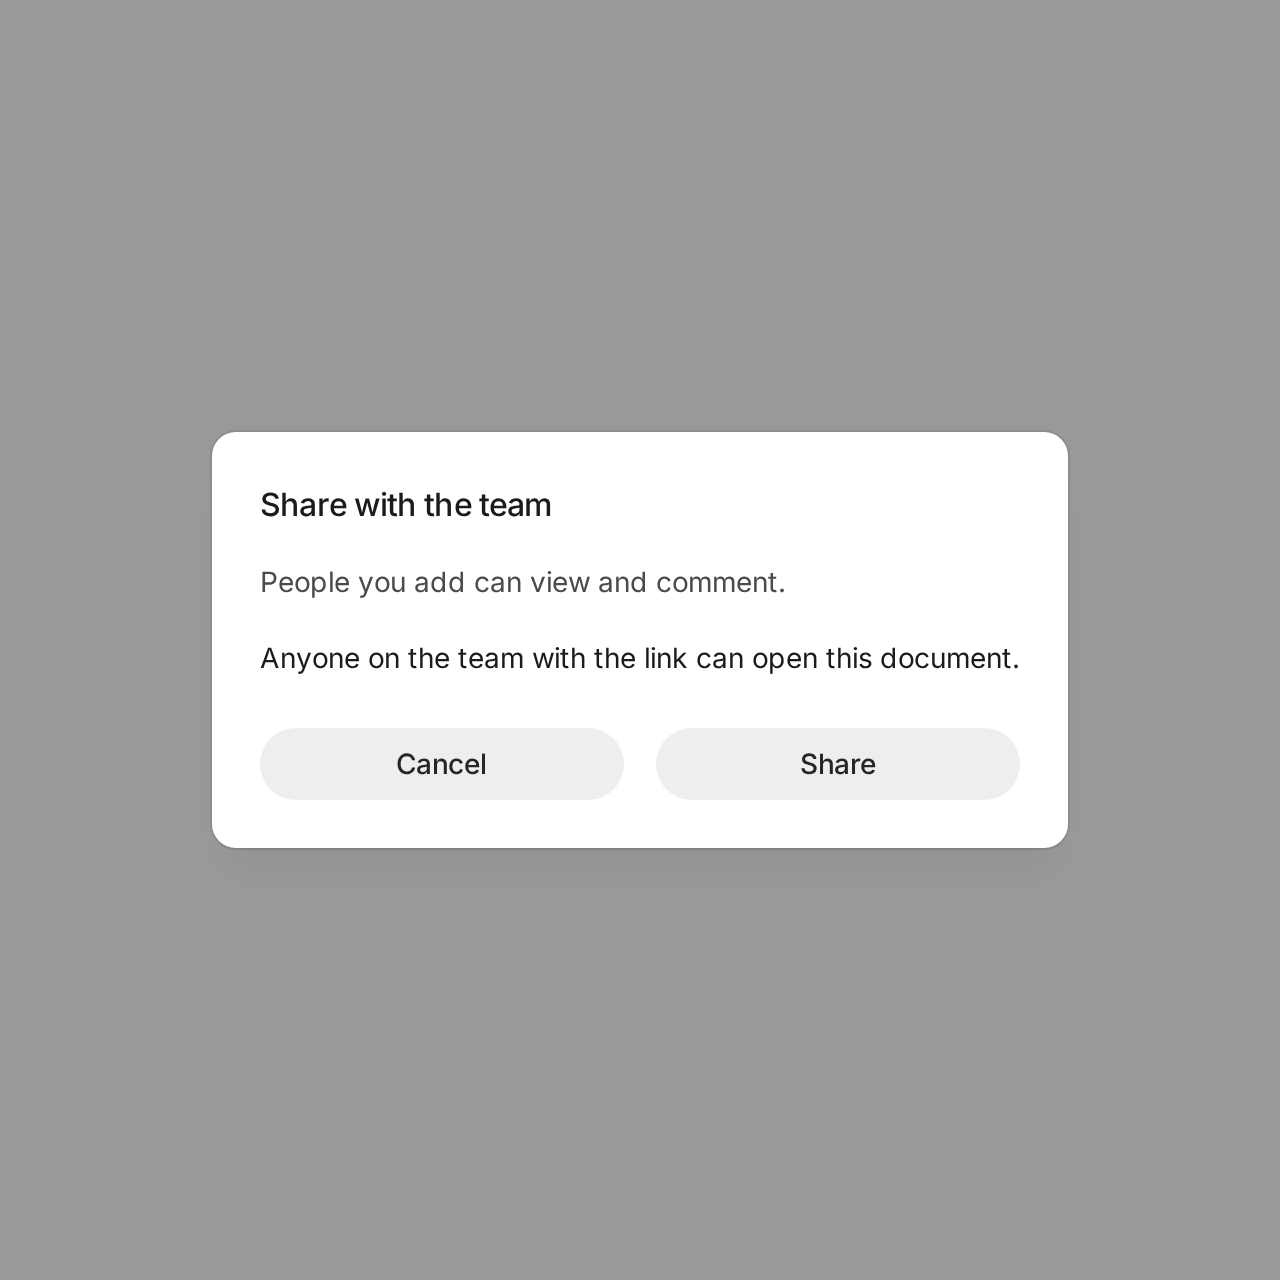 Share with the team
People you add can view and comment.
Anyone on the team with the link can open this document.
Cancel
Share